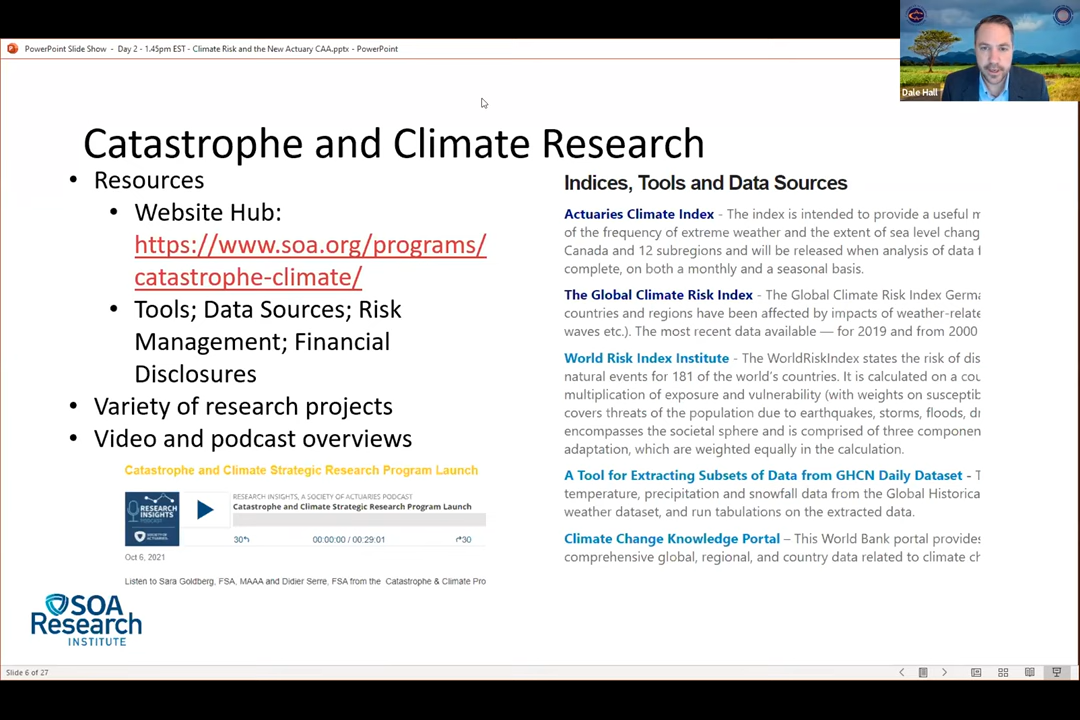 PowerPoint Slide Show - Day 2 - 1.45pm EST - Climate Risk and the New Actuary CAA.pptx - PowerPoint
Dale Hall
Catastrophe and Climate Research
• Resources
• Website Hub:
https://www.soa.org/programs/
catastrophe-climate/
• Tools; Data Sources; Risk
Management; Financial
Disclosures
• Variety of research projects
• Video and podcast overviews
Catastrophe and Climate Strategic Research Program Launch
RESEARCH
INSIGHTS
PODCAST
RESEARCH INSIGHTS, A SOCIETY OF ACTUARIES PODCAST
Catastrophe and Climate Strategic Research Program Launch
30
00:00:00 / 00:29:01
30
Oct 6, 2021
Listen to Sara Goldberg, FSA, MAAA and Didier Serre, FSA from the Catastrophe & Climate Pro
Indices, Tools and Data Sources
Actuaries Climate Index - The index is intended to provide a useful m
of the frequency of extreme weather and the extent of sea level chang
Canada and 12 subregions and will be released when analysis of data f
complete, on both a monthly and a seasonal basis.
The Global Climate Risk Index - The Global Climate Risk Index Germa
countries and regions have been affected by impacts of weather-relate
waves etc.). The most recent data available — for 2019 and from 2000
World Risk Index Institute - The WorldRiskIndex states the risk of dis
natural events for 181 of the world's countries. It is calculated on a cou
multiplication of exposure and vulnerability (with weights on susceptib
covers threats of the population due to earthquakes, storms, floods, dr
encompasses the societal sphere and is comprised of three componen
adaptation, which are weighted equally in the calculation.
A Tool for Extracting Subsets of Data from GHCN Daily Dataset - T
temperature, precipitation and snowfall data from the Global Historica
weather dataset, and run tabulations on the extracted data.
Climate Change Knowledge Portal – This World Bank portal provides
comprehensive global, regional, and country data related to climate ch
SOA
Research
INSTITUTE
Slide 6 of 27